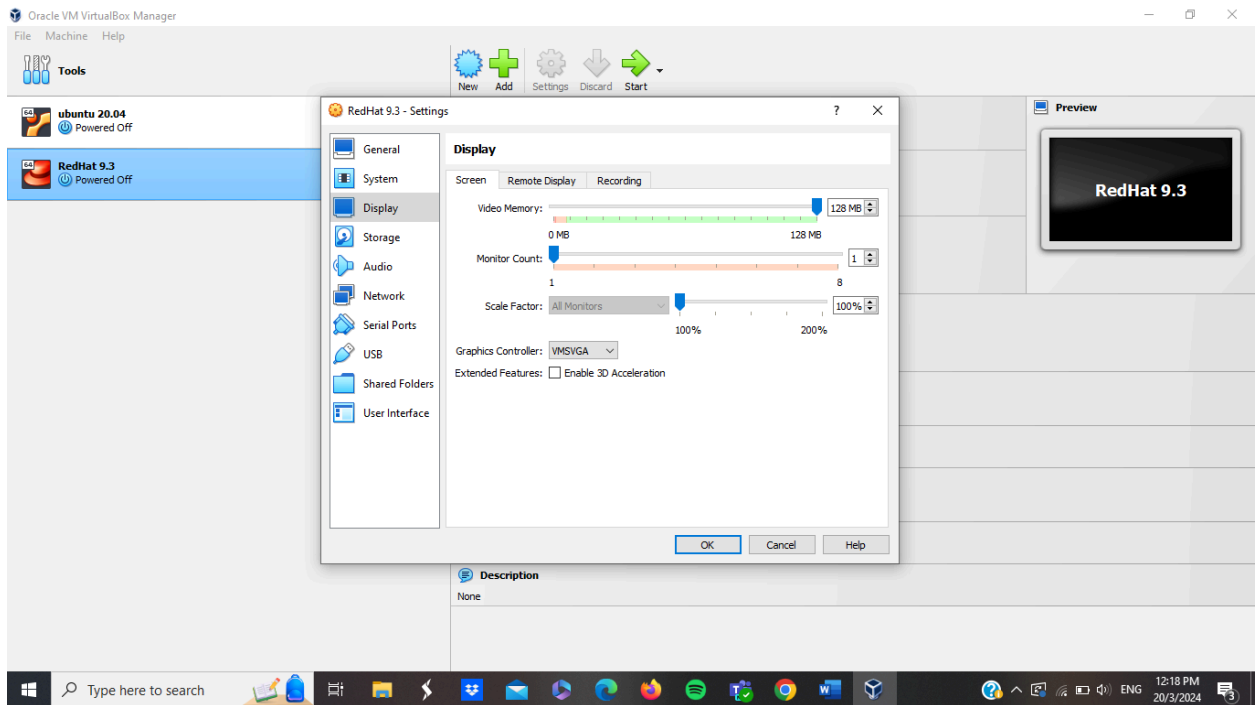 Oracle VM VirtualBox Manager
File Machine Help
Tools
New Add Settings Discard Start
64 ubuntu 20.04
Powered Off
64 RedHat 9.3
Powered Off
RedHat 9.3 - Settings ?
General
System
Display
Storage
Audio
Network
Serial Ports
USB
Shared Folders
User Interface
Display
Screen Remote Display Recording
Video Memory: 128 MB
0 MB 128 MB
Monitor Count: 1
1 8
Scale Factor: All Monitors 100%
100% 200%
Graphics Controller: VMSVGA
Extended Features: Enable 3D Acceleration
OK Cancel Help
Preview
RedHat 9.3
Description
None
Type here to search
ENG
12:18 PM
20/3/2024
3